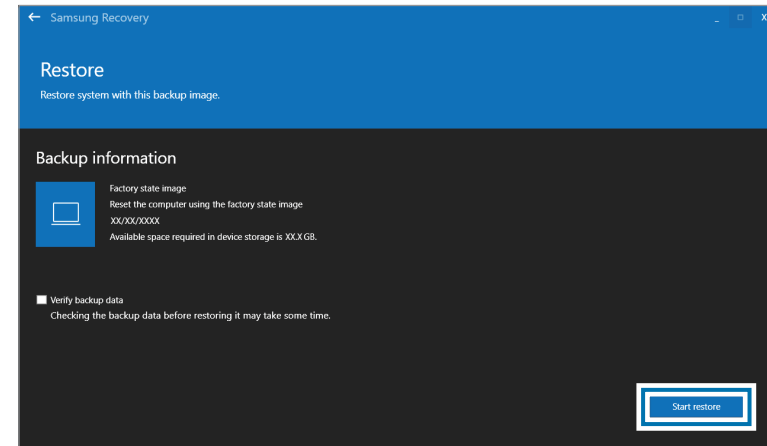 Samsung Recovery
Restore
Restore system with this backup image.
Backup information
Factory state image
Reset the computer using the factory state image
XX/XX/XXXX
Available space required in device storage is XX.X GB.
Verify backup data
Checking the backup data before restoring it may take some time.
Start restore